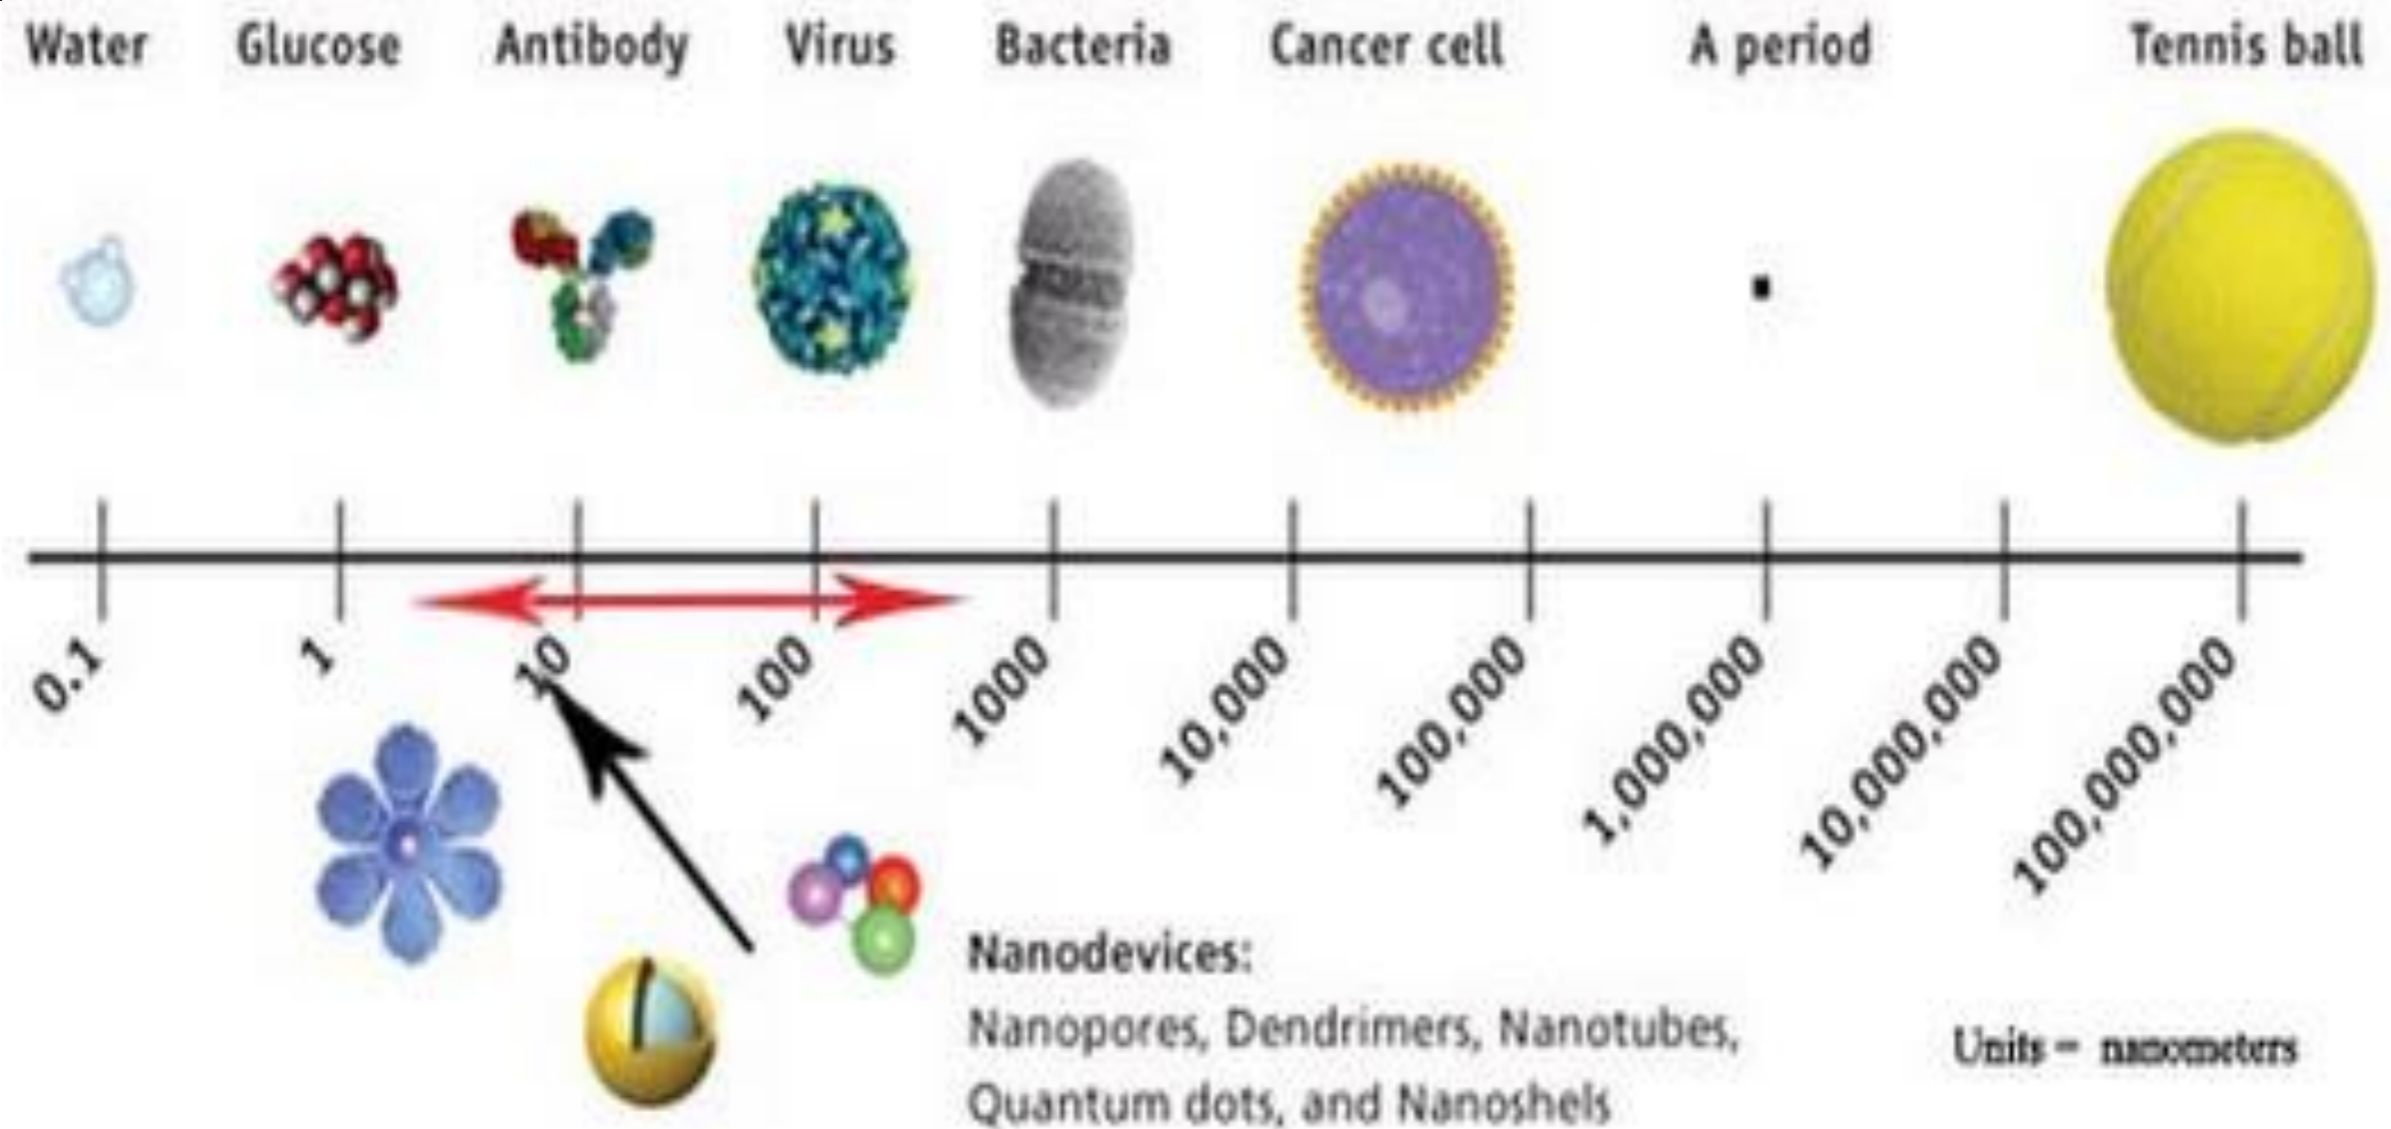 Water Glucose Antibody Virus Bacteria Cancer cell A period Tennis ball
0.1 1 10 100 1000 10,000 100,000 1,000,000 10,000,000 100,000,000
Nanodevices:
Nanopores, Dendrimers, Nanotubes,
Quantum dots, and Nanoshels
Units - nanometers